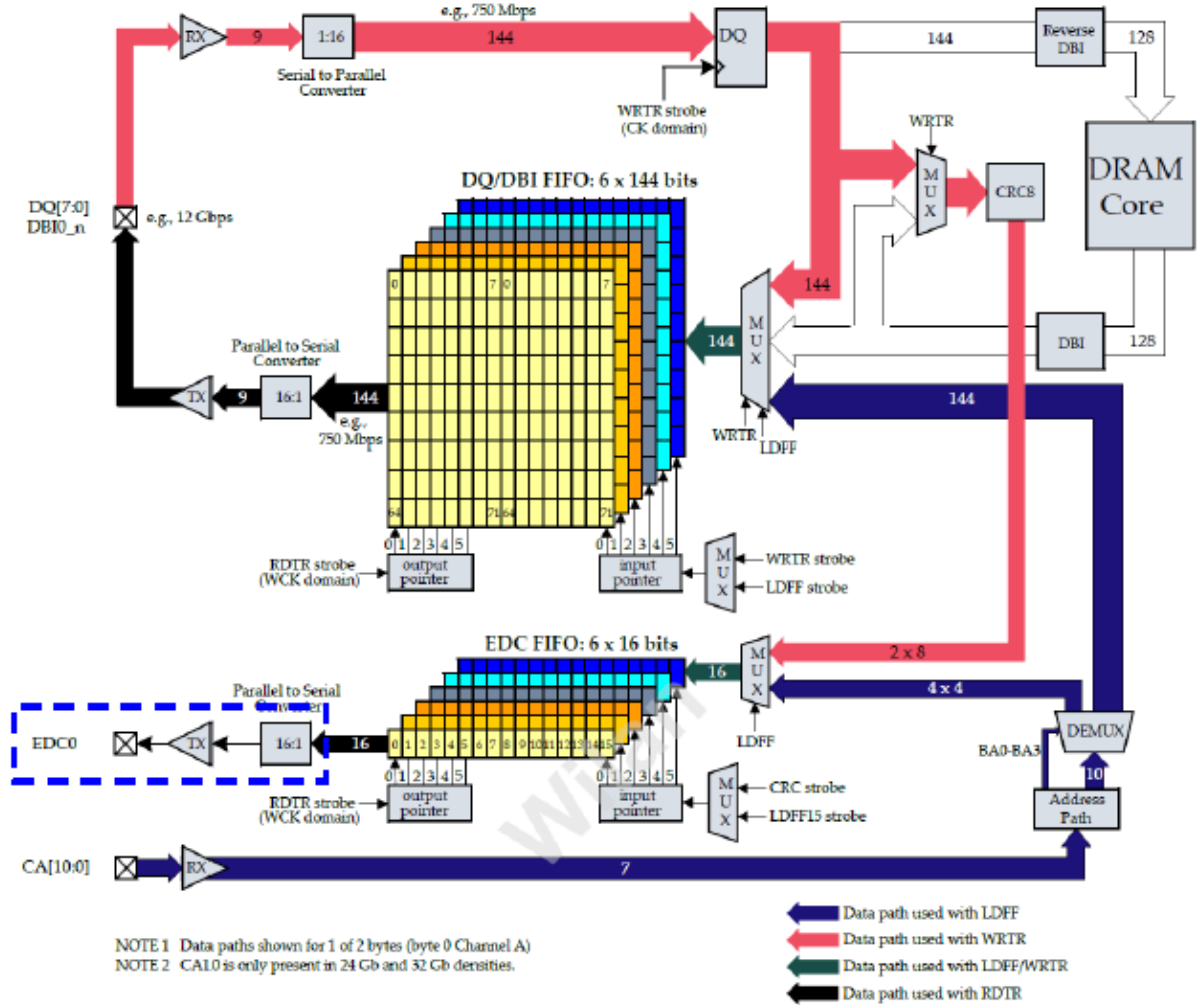 e.g., 750 Mbps
RX
9
1:16
144
DQ
144
Reverse
DBI
128
Serial to Parallel
Converter
WRTR strobe
(CK domain)
WRTR
MUX
CRC8
DRAM
Core
DQ/DBI FIFO: 6 x 144 bits
DQ[7:0]
DBI0_n
e.g., 12 Gbps
0 7 0 7
144
MUX
144
DBI
128
Parallel to Serial
Converter
TX
9
16:1
144
e.g.,
750 Mbps
144
WRTR
LDFF
64 71 64 71
0 1 2 3 4 5
0 1 2 3 4 5
RDTR strobe
(WCK domain)
output
pointer
input
pointer
MUX
WRTR strobe
LDFF strobe
EDC FIFO: 6 x 16 bits
16
MUX
2 x 8
4 x 4
Parallel to Serial
Converter
LDFF
DEMUX
EDC0
TX
16:1
16
0 1 2 3 4 5 6 7 8 9 10 11 12 13 14 15
BA0-BA3
10
0 1 2 3 4 5
0 1 2 3 4 5
RDTR strobe
(WCK domain)
output
pointer
input
pointer
MUX
CRC strobe
LDFF15 strobe
Address
Path
CA[10:0]
RX
7
Data path used with LDFF
Data path used with WRTR
Data path used with LDFF/WRTR
Data path used with RDTR
NOTE 1 Data paths shown for 1 of 2 bytes (byte 0 Channel A)
NOTE 2 CA10 is only present in 24 Gb and 32 Gb densities.